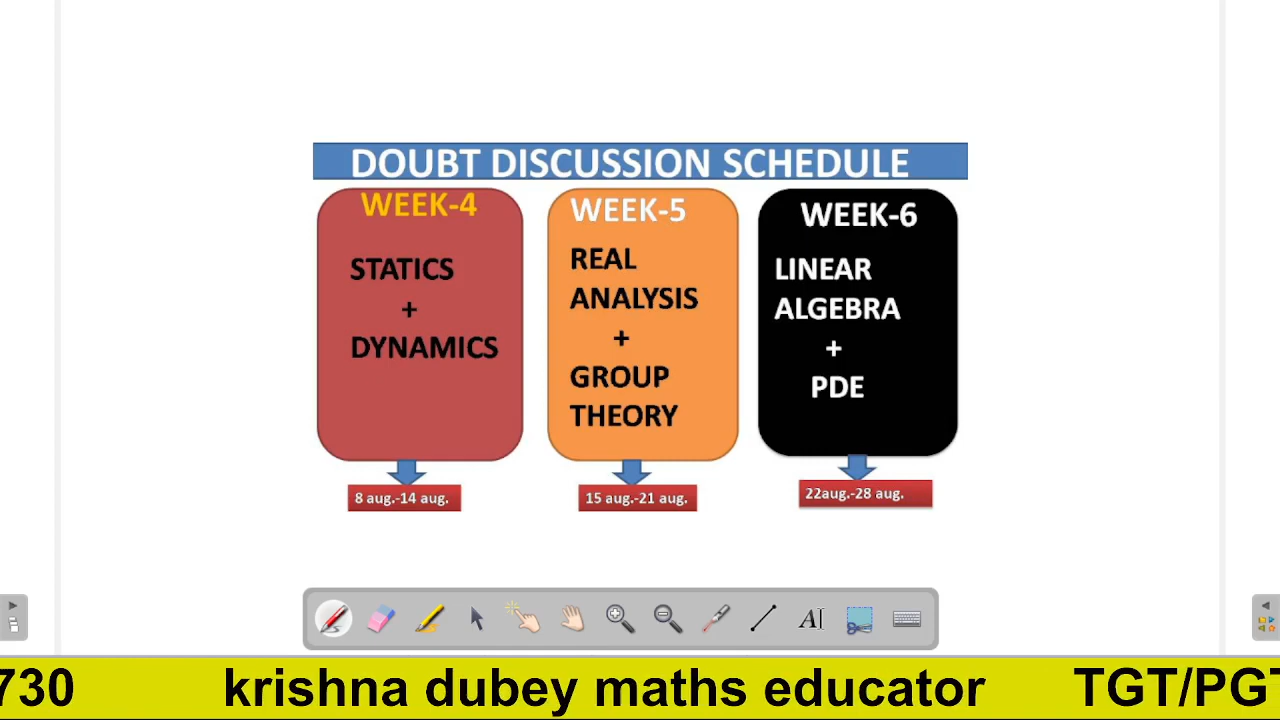 DOUBT DISCUSSION SCHEDULE
WEEK-4
STATICS
+
DYNAMICS
8 aug.-14 aug.
WEEK-5
REAL
ANALYSIS
+
GROUP
THEORY
15 aug.-21 aug.
WEEK-6
LINEAR
ALGEBRA
+
PDE
22aug.-28 aug.
730 krishna dubey maths educator TGT/PGT